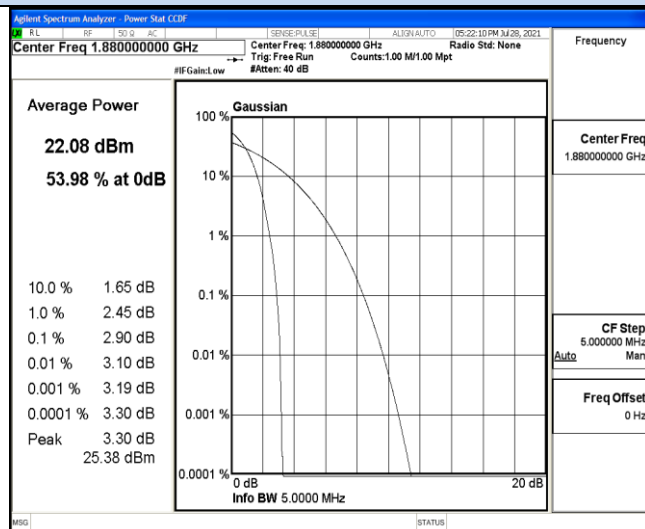 Agilent Spectrum Analyzer - Power Stat CCDF
RL RF 50 Ω AC SENSE:PULSE ALIGN AUTO 05:22:10 PM Jul 28, 2021
Center Freq 1.880000000 GHz
Center Freq: 1.880000000 GHz Radio Std: None
Trig: Free Run Counts:1.00 M/1.00 Mpt
#IFGain:Low #Atten: 40 dB
Frequency
Average Power
22.08 dBm
53.98 % at 0dB
10.0 % 1.65 dB
1.0 % 2.45 dB
0.1 % 2.90 dB
0.01 % 3.10 dB
0.001 % 3.19 dB
0.0001 % 3.30 dB
Peak 3.30 dB
25.38 dBm
Gaussian
100 %
10 %
1 %
0.1 %
0.01 %
0.001 %
0.0001 %
0 dB 20 dB
Info BW 5.0000 MHz
Center Freq
1.880000000 GHz
CF Step
5.000000 MHz
Auto Man
Freq Offset
0 Hz
MSG STATUS